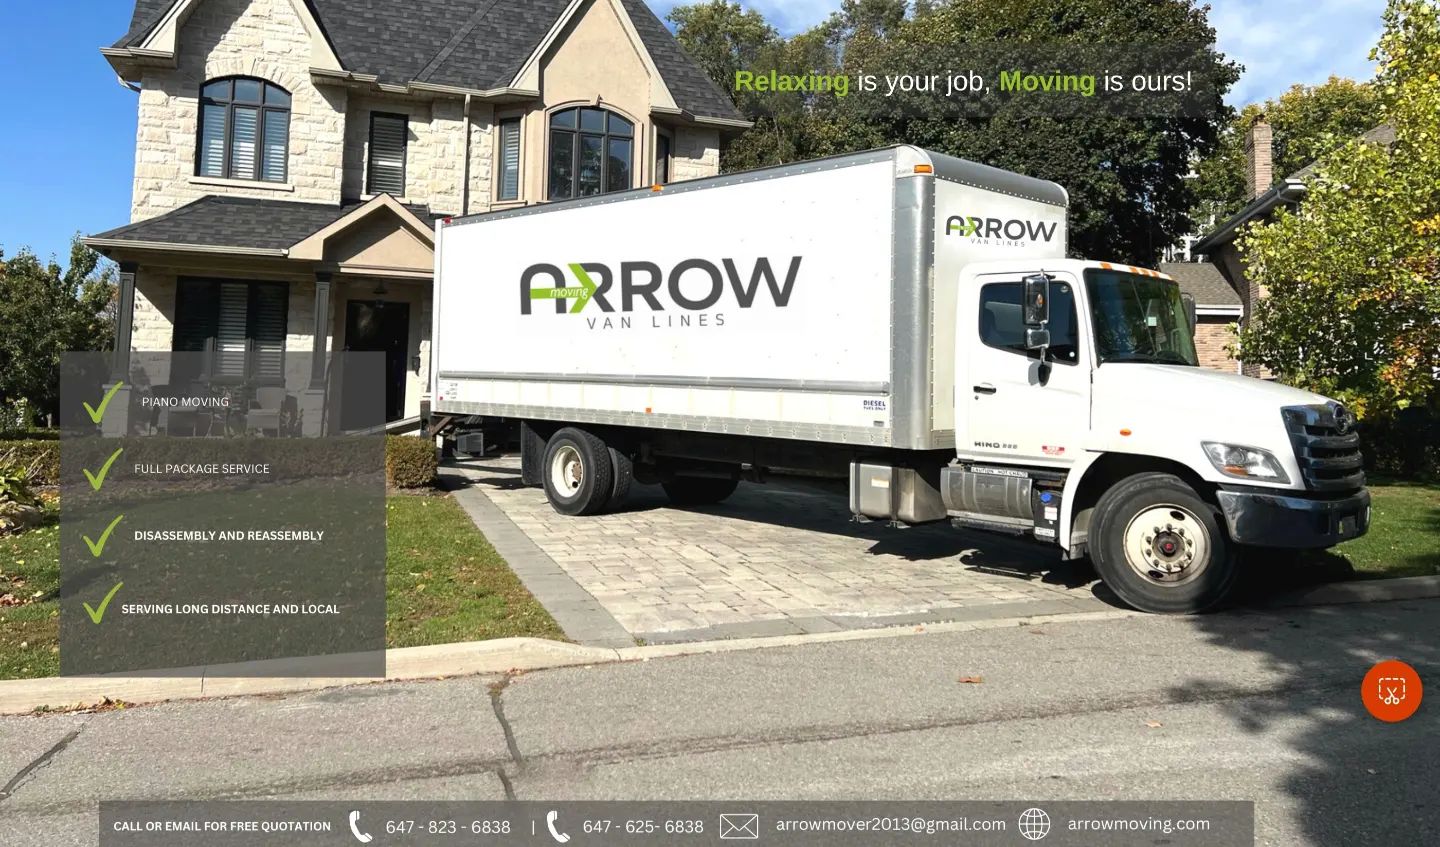 Relaxing is your job, Moving is ours!
ARROW
VAN LINES
ARROW
moving
VAN LINES
DIESEL
FUEL ONLY
HINO
PIANO MOVING
FULL PACKAGE SERVICE
DISASSEMBLY AND REASSEMBLY
SERVING LONG DISTANCE AND LOCAL
CALL OR EMAIL FOR FREE QUOTATION 647 - 823 - 6838 | 647 - 625- 6838 arrowmover2013@gmail.com arrowmoving.com